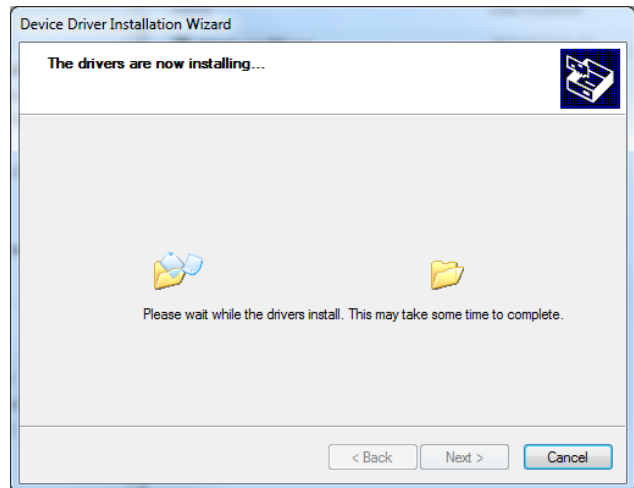 Device Driver Installation Wizard
The drivers are now installing...
Please wait while the drivers install. This may take some time to complete.
< Back
Next >
Cancel